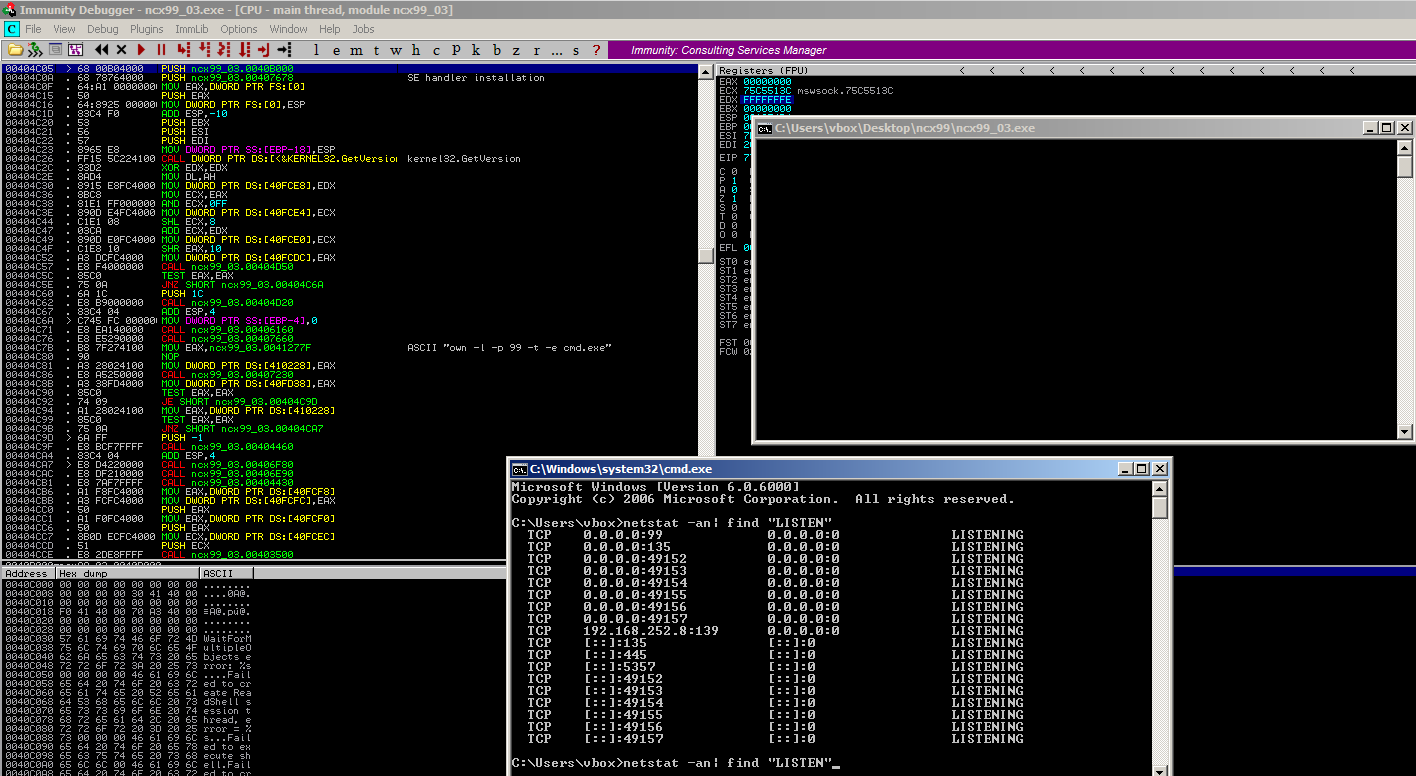 Immunity Debugger - ncx99_03.exe - [CPU - main thread, module ncx99_03]
C File View Debug Plugins ImmLib Options Window Help Jobs
l e m t w h c p k b z r ... s ? Immunity: Consulting Services Manager
00404C05 > 68 00B04000 PUSH ncx99_03.0040B000
00404C0A . 68 78764000 PUSH ncx99_03.00407678 SE handler installation
00404C0F . 64:A1 0000000 MOV EAX,DWORD PTR FS:[0]
00404C15 . 50 PUSH EAX
00404C16 . 64:8925 00000 MOV DWORD PTR FS:[0],ESP
00404C1D . 83C4 F0 ADD ESP,-10
00404C20 . 53 PUSH EBX
00404C21 . 56 PUSH ESI
00404C22 . 57 PUSH EDI
00404C23 . 8965 E8 MOV DWORD PTR SS:[EBP-18],ESP
00404C26 . FF15 5C224100 CALL DWORD PTR DS:[<&KERNEL32.GetVersion kernel32.GetVersion
00404C2C . 33D2 XOR EDX,EDX
00404C2E . 8AD4 MOV DL,AH
00404C30 . 8915 E8FC4000 MOV DWORD PTR DS:[40FCE8],EDX
00404C36 . 8BC8 MOV ECX,EAX
00404C38 . 81E1 FF000000 AND ECX,0FF
00404C3E . 890D E4FC4000 MOV DWORD PTR DS:[40FCE4],ECX
00404C44 . C1E1 08 SHL ECX,8
00404C47 . 03CA ADD ECX,EDX
00404C49 . 890D E0FC4000 MOV DWORD PTR DS:[40FCE0],ECX
00404C4F . C1E8 10 SHR EAX,10
00404C52 . A3 DCFC4000 MOV DWORD PTR DS:[40FCDC],EAX
00404C57 . E8 F4000000 CALL ncx99_03.00404D50
00404C5C . 85C0 TEST EAX,EAX
00404C5E . 75 0A JNZ SHORT ncx99_03.00404C6A
00404C60 . 6A 1C PUSH 1C
00404C62 . E8 B9000000 CALL ncx99_03.00404D20
00404C67 . 83C4 04 ADD ESP,4
00404C6A > C745 FC 00000 MOV DWORD PTR SS:[EBP-4],0
00404C71 . E8 EA140000 CALL ncx99_03.00406160
00404C76 . E8 E5290000 CALL ncx99_03.00407660
00404C7B . B8 7F274100 MOV EAX,ncx99_03.0041277F ASCII "own -l -p 99 -t -e cmd.exe"
00404C80 . 90 NOP
00404C81 . A3 28024100 MOV DWORD PTR DS:[410228],EAX
00404C86 . E8 A5250000 CALL ncx99_03.00407230
00404C8B . A3 38FD4000 MOV DWORD PTR DS:[40FD38],EAX
00404C90 . 85C0 TEST EAX,EAX
00404C92 . 74 09 JE SHORT ncx99_03.00404C9D
00404C94 . A1 28024100 MOV EAX,DWORD PTR DS:[410228]
00404C99 . 85C0 TEST EAX,EAX
00404C9B . 75 0A JNZ SHORT ncx99_03.00404CA7
00404C9D > 6A FF PUSH -1
00404C9F . E8 BCF7FFFF CALL ncx99_03.00404460
00404CA4 . 83C4 04 ADD ESP,4
00404CA7 > E8 D4220000 CALL ncx99_03.00406F80
00404CAC . E8 DF210000 CALL ncx99_03.00406E90
00404CB1 . E8 7AF7FFFF CALL ncx99_03.00404430
00404CB6 . A1 F8FC4000 MOV EAX,DWORD PTR DS:[40FCF8]
00404CBB . A3 FCFC4000 MOV DWORD PTR DS:[40FCFC],EAX
00404CC0 . 50 PUSH EAX
00404CC1 . A1 F0FC4000 MOV EAX,DWORD PTR DS:[40FCF0]
00404CC6 . 50 PUSH EAX
00404CC7 . 8B0D ECFC4000 MOV ECX,DWORD PTR DS:[40FCEC]
00404CCD . 51 PUSH ECX
00404CCE . E8 2DE8FFFF CALL ncx99_03.00403500
Registers (FPU) < < < < < < < < < < < < < <
EAX 00000000
ECX 75C5513C mswsock.75C5513C
EDX FFFFFFFE
EBX 00000000
ESP
EBP 00
ESI 7
EDI 20
EIP 77
C 0
P 1
A 0
Z 1
S 0
T 0
D 0
O 0
EFL 00
ST0 e
ST1 e
ST2 e
ST3 e
ST4 e
ST5 e
ST6 e
ST7 e
FST 00
FCW 02
C:\Users\vbox\Desktop\ncx99\ncx99_03.exe
Address Hex dump ASCII
0040C000 00 00 00 00 00 00 00 00 ........
0040C008 00 00 00 00 30 41 40 00 ....0A@.
0040C010 00 00 00 00 00 00 00 00 ........
0040C018 F0 41 40 00 70 A3 40 00 ≡A@.pú@.
0040C020 00 00 00 00 00 00 00 00 ........
0040C028 00 00 00 00 00 00 00 00 ........
0040C030 57 61 69 74 46 6F 72 4D WaitForM
0040C038 75 6C 74 69 70 6C 65 4F ultipleO
0040C040 62 6A 65 63 74 73 20 65 bjects e
0040C048 72 72 6F 72 3A 20 25 73 rror: %s
0040C050 00 00 00 00 46 61 69 6C ....Fail
0040C058 65 64 20 74 6F 20 63 72 ed to cr
0040C060 65 61 74 65 20 52 65 61 eate Rea
0040C068 64 53 68 65 6C 6C 20 73 dShell s
0040C070 65 73 73 69 6F 6E 20 74 ession t
0040C078 68 72 65 61 64 2C 20 65 hread, e
0040C080 72 72 6F 72 20 3D 20 25 rror = %
0040C088 73 00 00 00 46 61 69 6C s...Fail
0040C090 65 64 20 74 6F 20 65 78 ed to ex
0040C098 65 63 75 74 65 20 73 68 ecute sh
0040C0A0 65 6C 6C 00 46 61 69 6C ell.Fail
0040C0A8 65 64 20 74 6F 20 63 72 ed to cr
C:\Windows\system32\cmd.exe
Microsoft Windows [Version 6.0.6000]
Copyright (c) 2006 Microsoft Corporation. All rights reserved.
C:\Users\vbox>netstat -an| find "LISTEN"
TCP 0.0.0.0:99 0.0.0.0:0 LISTENING
TCP 0.0.0.0:135 0.0.0.0:0 LISTENING
TCP 0.0.0.0:49152 0.0.0.0:0 LISTENING
TCP 0.0.0.0:49153 0.0.0.0:0 LISTENING
TCP 0.0.0.0:49154 0.0.0.0:0 LISTENING
TCP 0.0.0.0:49155 0.0.0.0:0 LISTENING
TCP 0.0.0.0:49156 0.0.0.0:0 LISTENING
TCP 0.0.0.0:49157 0.0.0.0:0 LISTENING
TCP 192.168.252.8:139 0.0.0.0:0 LISTENING
TCP [::]:135 [::]:0 LISTENING
TCP [::]:445 [::]:0 LISTENING
TCP [::]:5357 [::]:0 LISTENING
TCP [::]:49152 [::]:0 LISTENING
TCP [::]:49153 [::]:0 LISTENING
TCP [::]:49154 [::]:0 LISTENING
TCP [::]:49155 [::]:0 LISTENING
TCP [::]:49156 [::]:0 LISTENING
TCP [::]:49157 [::]:0 LISTENING
C:\Users\vbox>netstat -an| find "LISTEN"_